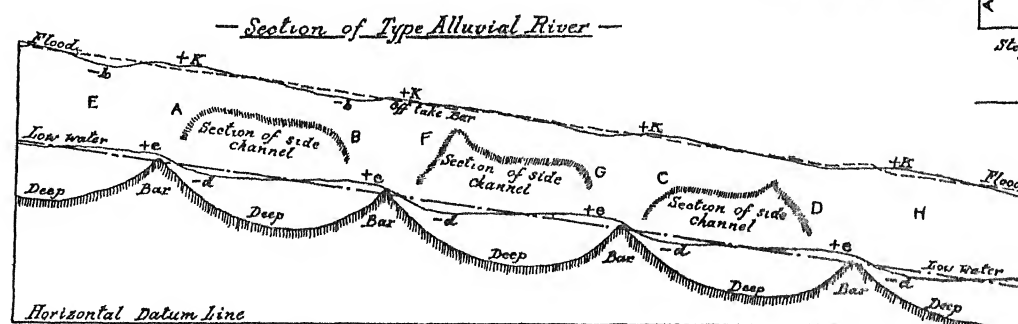 — Section of Type Alluvial River —
A
Sto
Flood
+K
-b
+K
-b
off take Bar
+K
+K
Flood
E
A
B
Section of side
channel
F
G
Section of side
channel
C
D
Section of side
channel
H
Low water
+e
-d
+e
-d
+e
-d
+e
-d
Low water
Deep
Bar
Deep
Bar
Deep
Bar
Deep
Bar
Deep
Horizontal Datum Line